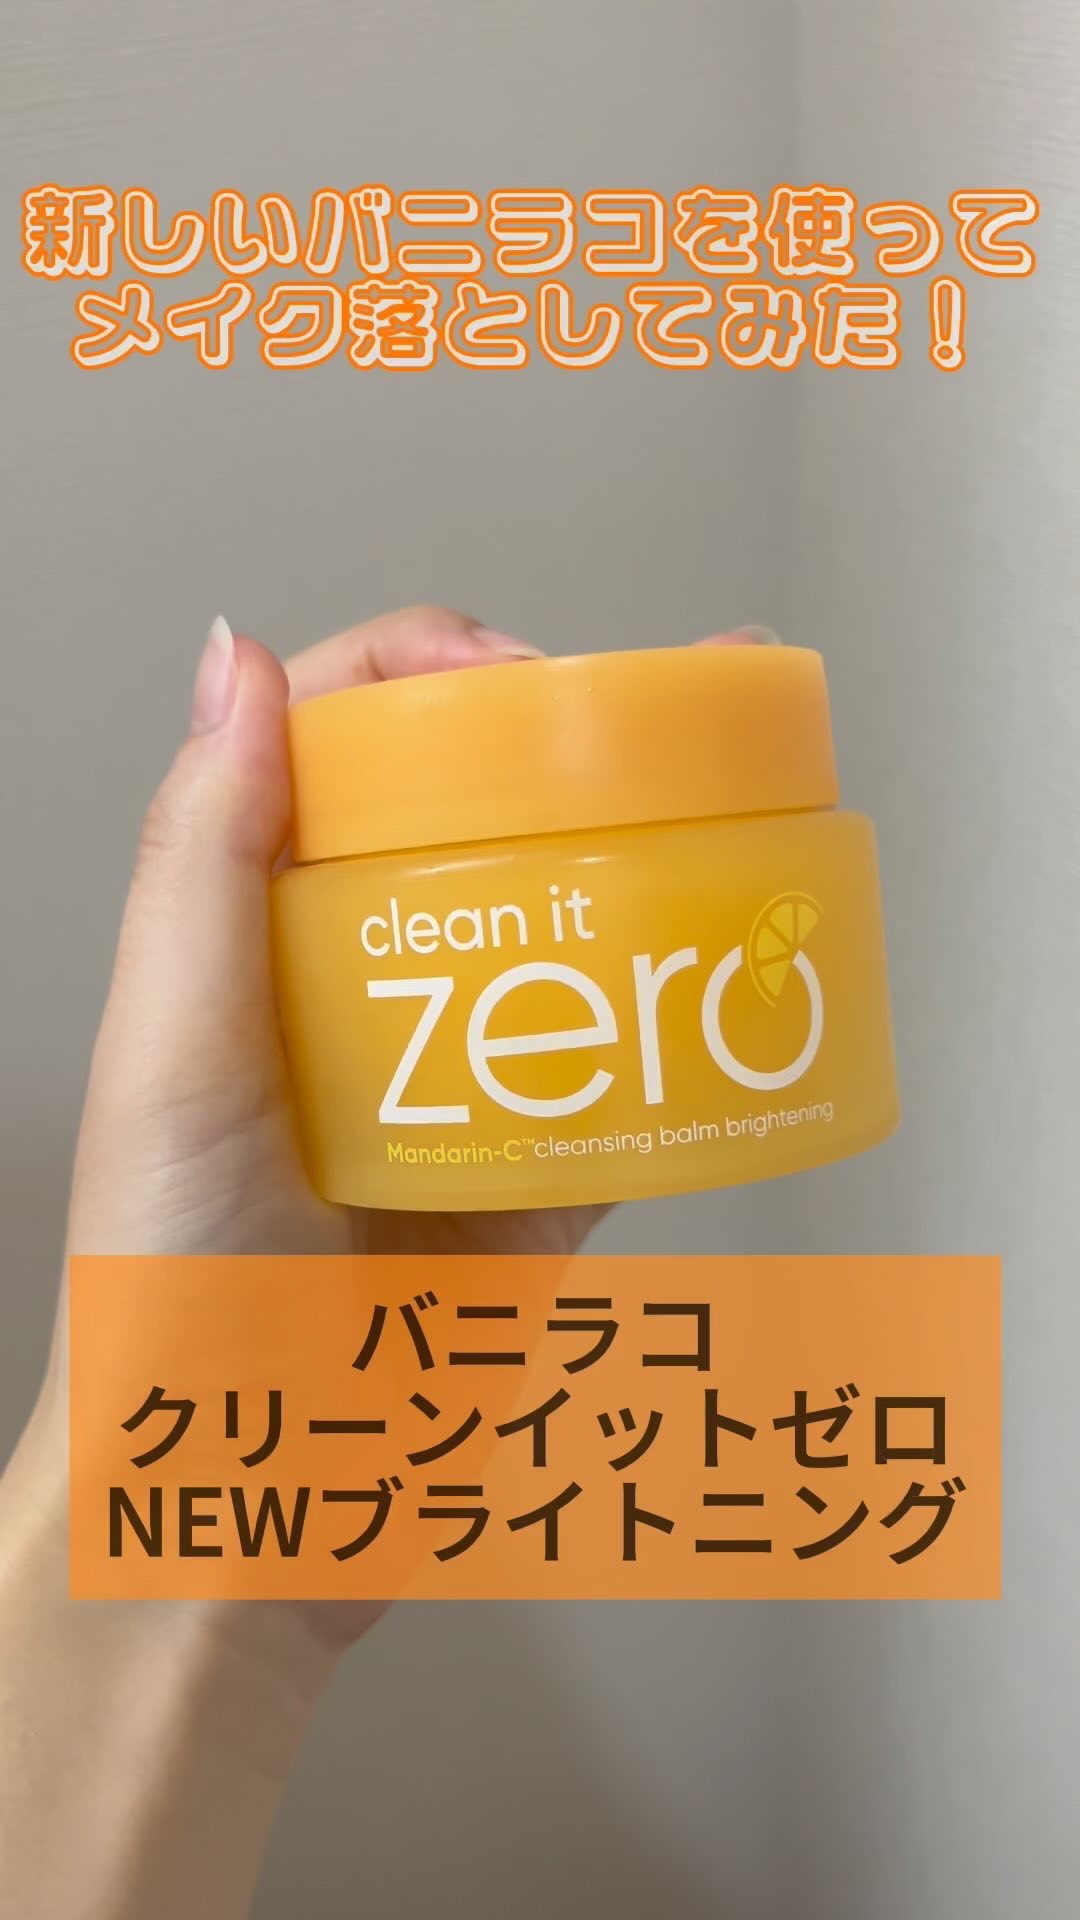 新しいバニラコを使って
メイク落としてみた！
clean it
zero
Mandarin-C™cleansing balm brightening
バニラコ
クリーンイットゼロ
NEWブライトニング